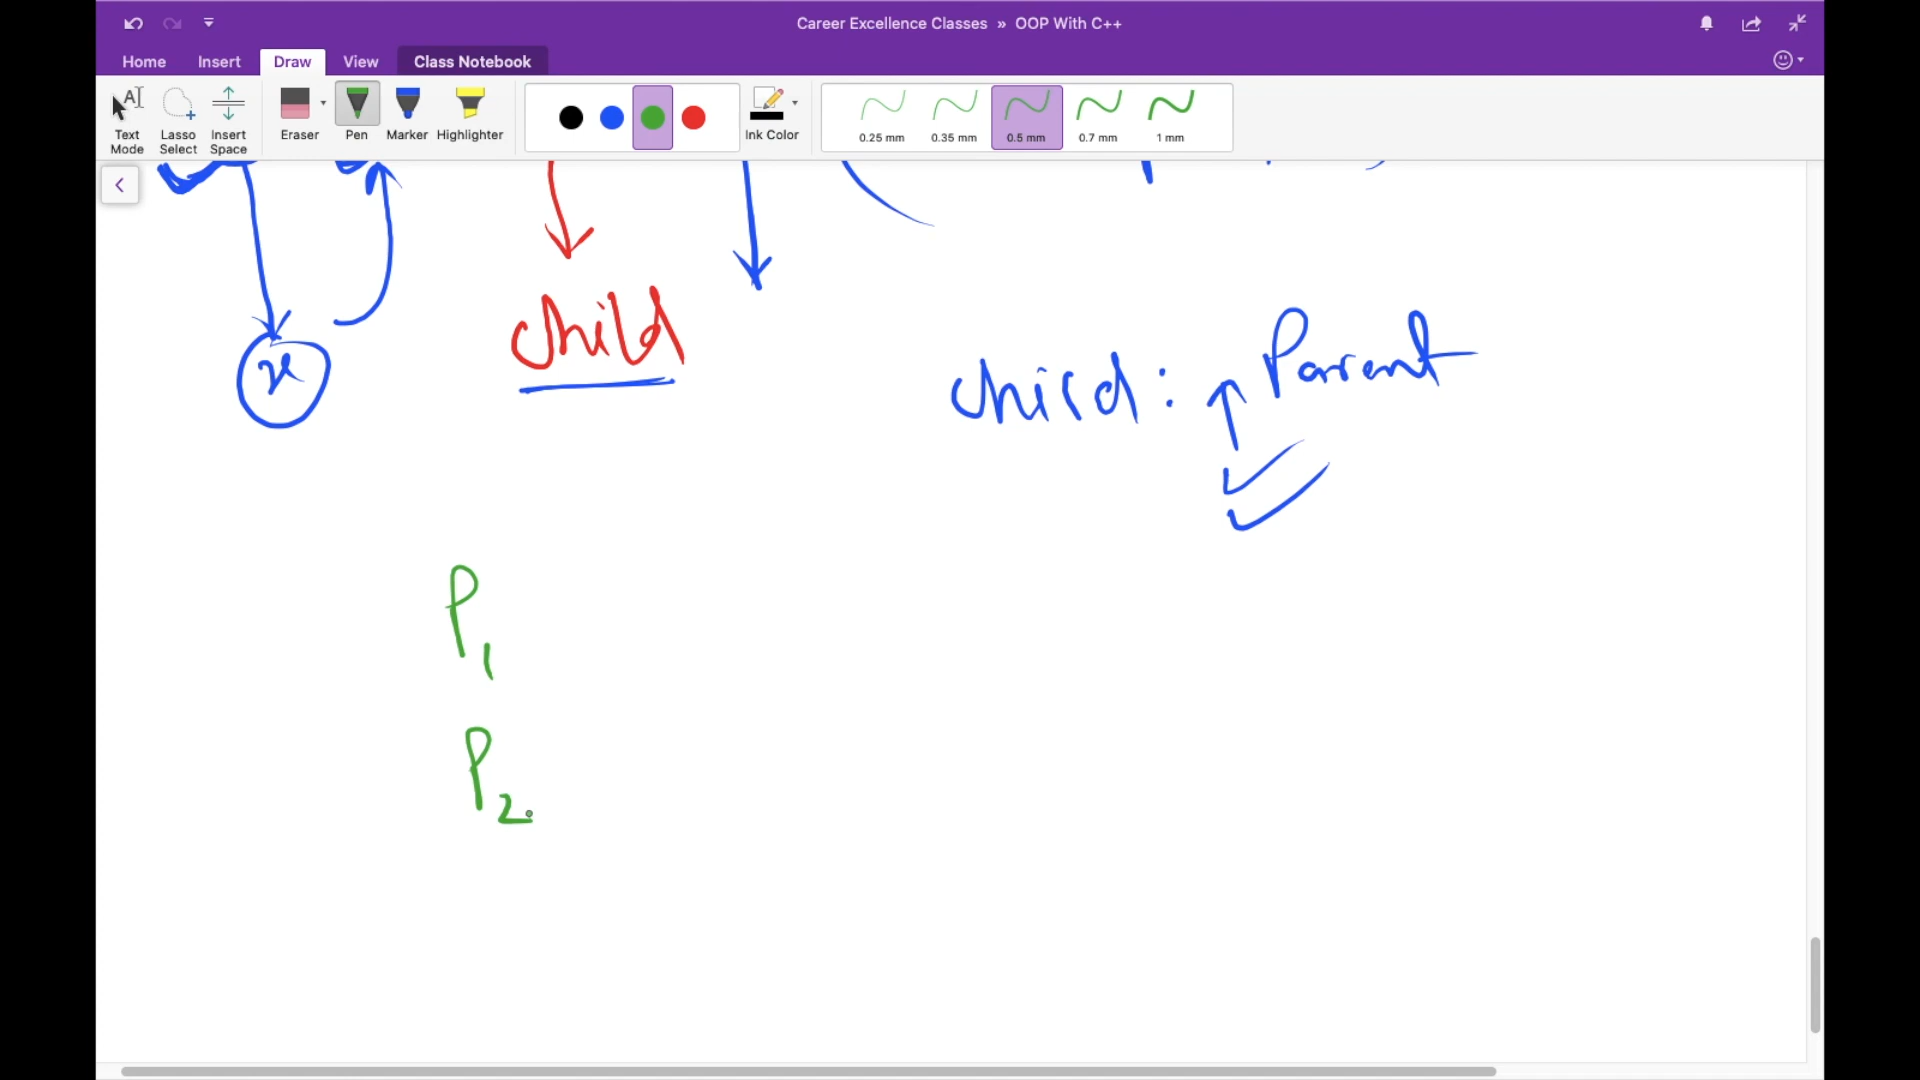 Career Excellence Classes » OOP With C++
Home Insert Draw View Class Notebook
Text Mode
Lasso Select
Insert Space
Eraser
Pen
Marker
Highlighter
Ink Color
0.25 mm
0.35 mm
0.5 mm
0.7 mm
1 mm
child
x
child : ↑ Parent
P1
P2